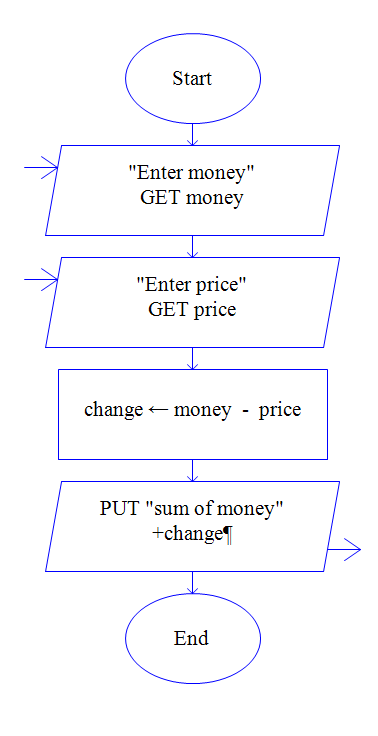 Start
"Enter money"
GET money
"Enter price"
GET price
change ← money - price
PUT "sum of money"
+change¶
End